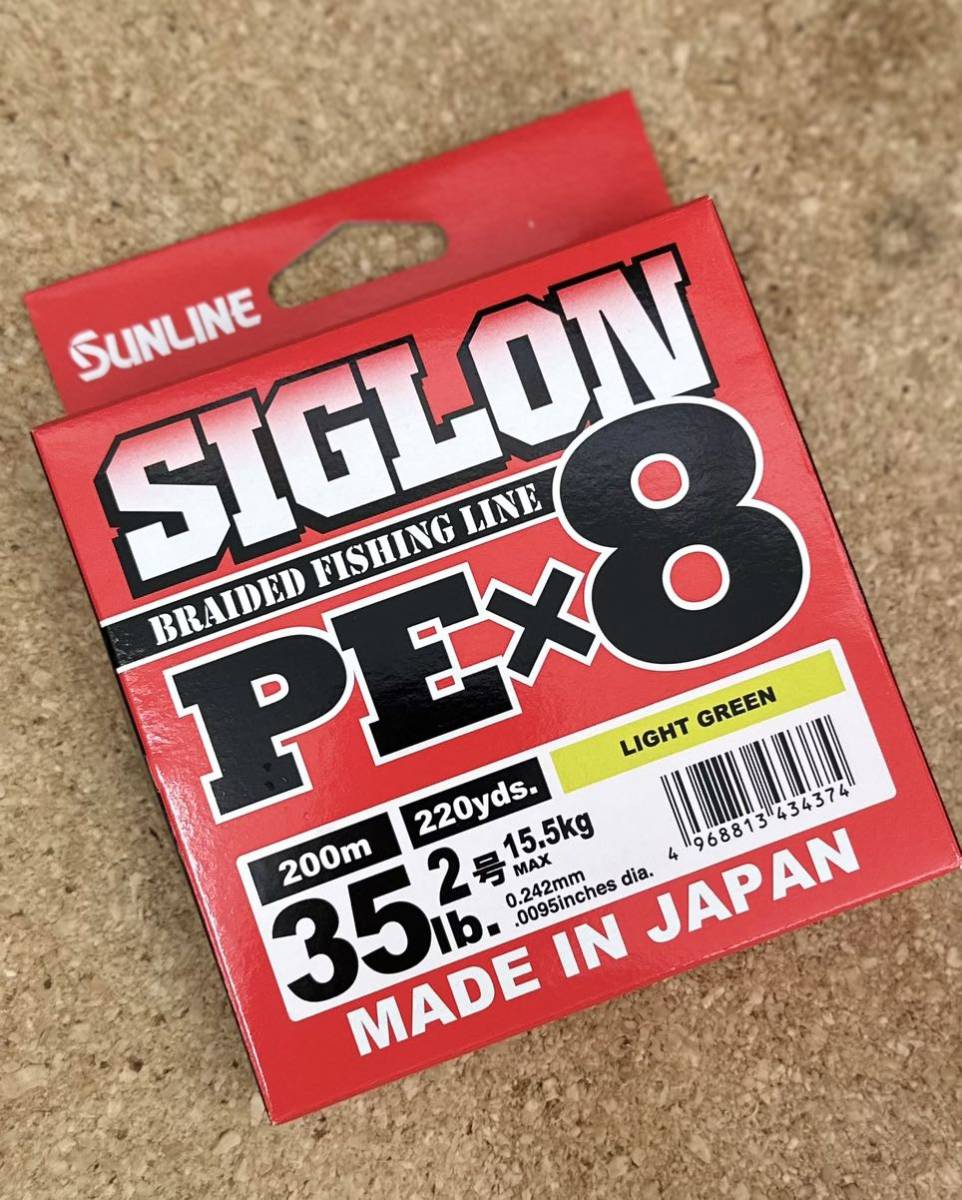 SUNLINE
SIGLON
BRAIDED FISHING LINE
PE×8
LIGHT GREEN
200m 220yds.
35lb. 2号 15.5kg
MAX
0.242mm
.0095inches dia.
4 968813 434374
MADE IN JAPAN